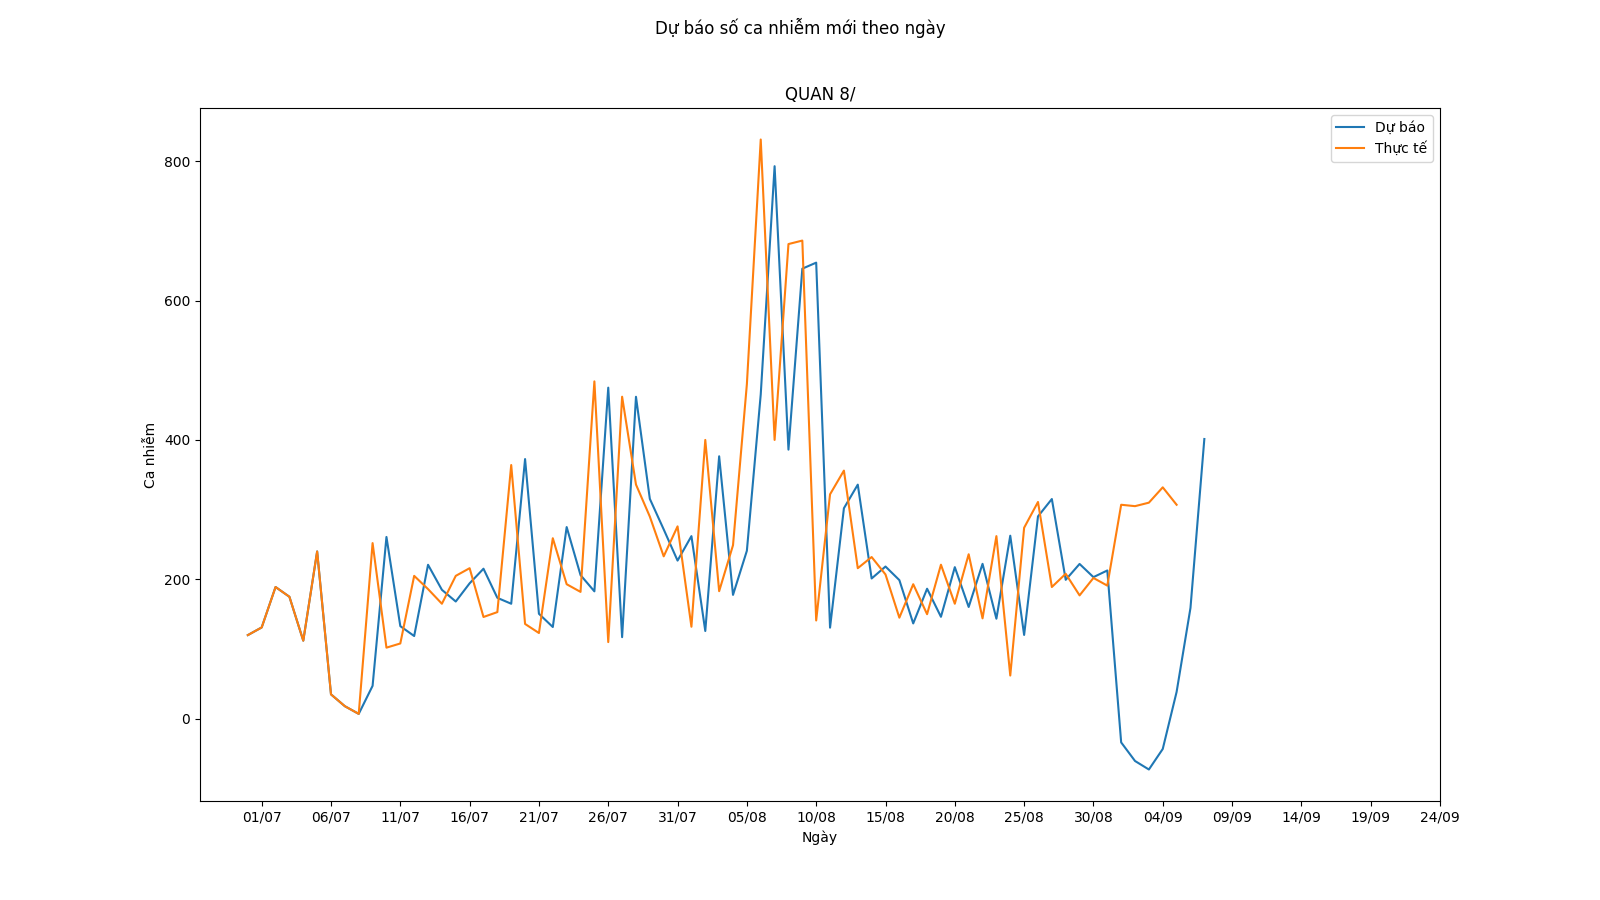 Dự báo số ca nhiễm mới theo ngày
QUAN 8/
Dự báo
Thực tế
800
600
400
200
0
Ca nhiễm
01/07 06/07 11/07 16/07 21/07 26/07 31/07 05/08 10/08 15/08 20/08 25/08 30/08 04/09 09/09 14/09 19/09 24/09
Ngày